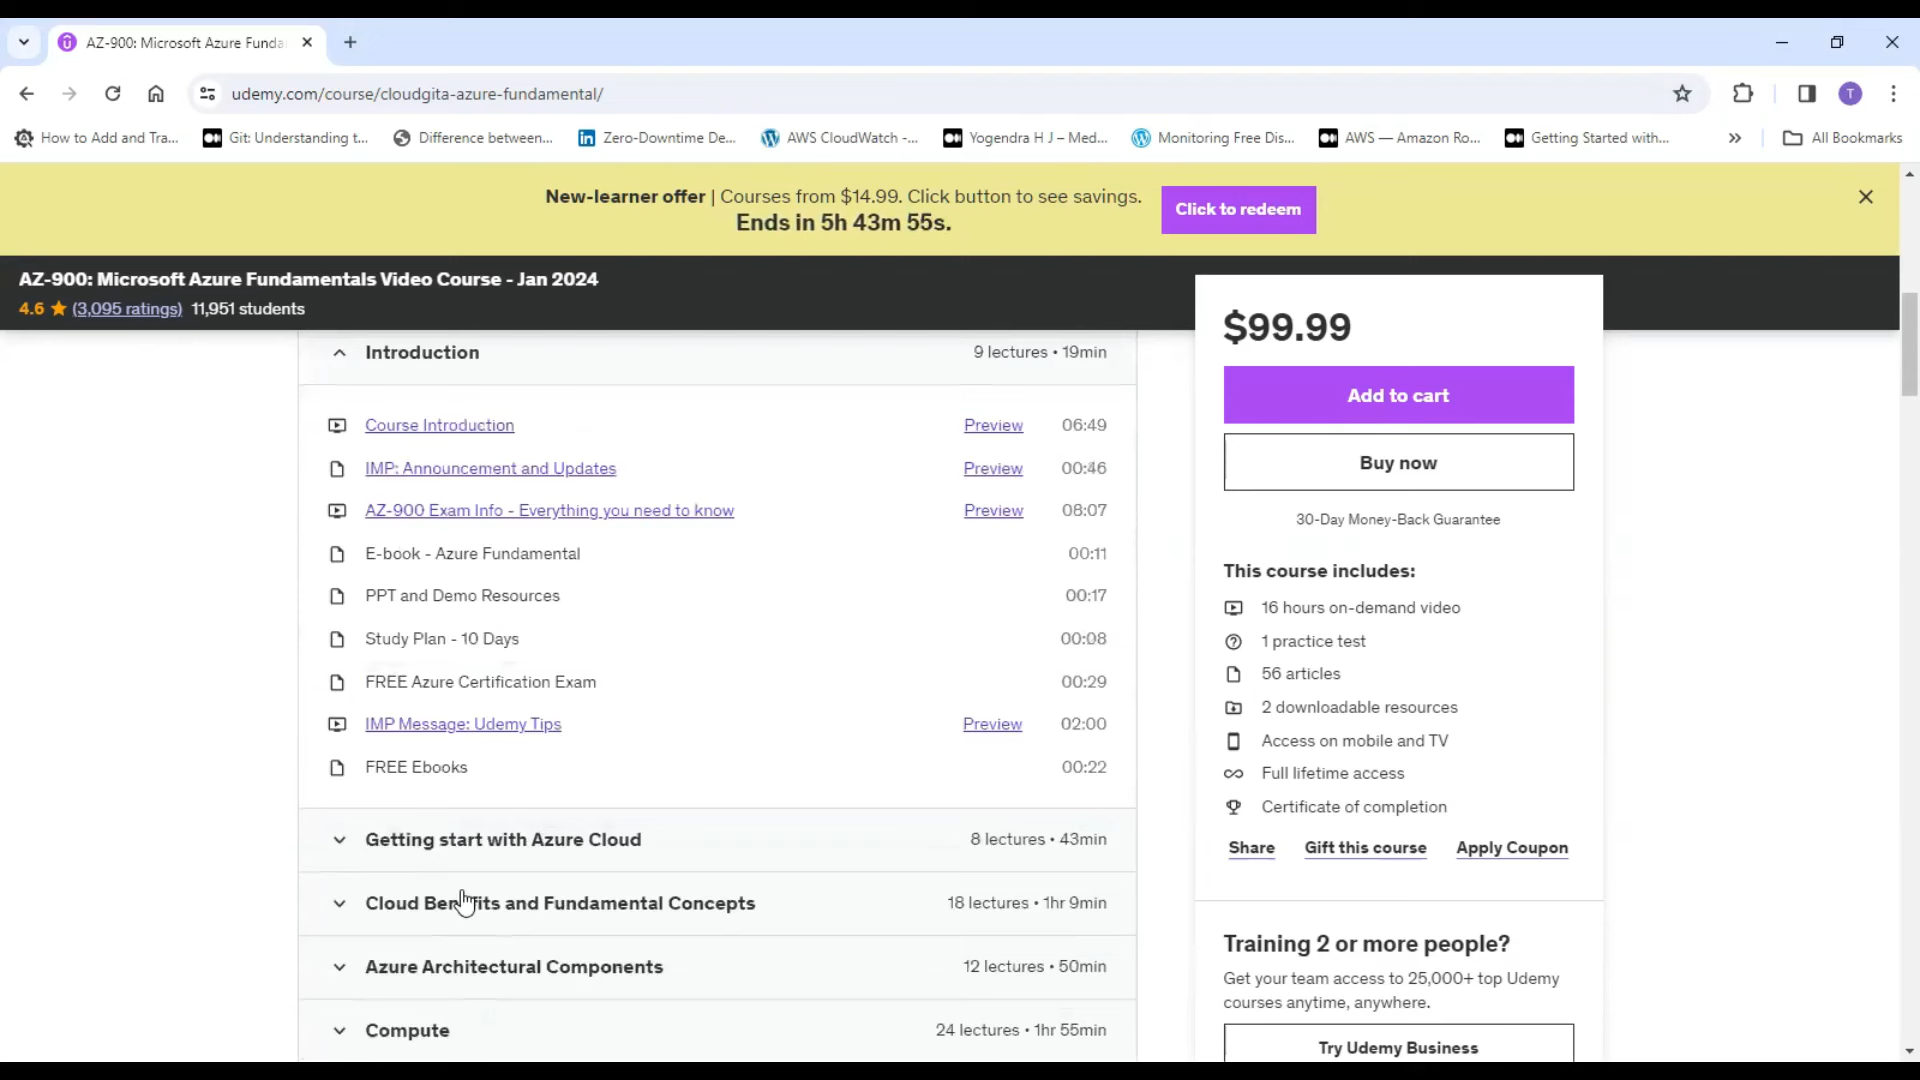 AZ-900: Microsoft Azure Funda
udemy.com/course/cloudgita-azure-fundamental/
How to Add and Tra...
Git: Understanding t...
Difference between...
Zero-Downtime De...
AWS CloudWatch -...
Yogendra H J – Med...
Monitoring Free Dis...
AWS — Amazon Ro...
Getting Started with...
All Bookmarks
T
New-learner offer | Courses from $14.99. Click button to see savings.
Ends in 5h 43m 55s.
Click to redeem
AZ-900: Microsoft Azure Fundamentals Video Course - Jan 2024
4.6 ★ (3,095 ratings) 11,951 students
Introduction 9 lectures • 19min
Course Introduction Preview 06:49
IMP: Announcement and Updates Preview 00:46
AZ-900 Exam Info - Everything you need to know Preview 08:07
E-book - Azure Fundamental 00:11
PPT and Demo Resources 00:17
Study Plan - 10 Days 00:08
FREE Azure Certification Exam 00:29
IMP Message: Udemy Tips Preview 02:00
FREE Ebooks 00:22
Getting start with Azure Cloud 8 lectures • 43min
Cloud Benefits and Fundamental Concepts 18 lectures • 1hr 9min
Azure Architectural Components 12 lectures • 50min
Compute 24 lectures • 1hr 55min
$99.99
Add to cart
Buy now
30-Day Money-Back Guarantee
This course includes:
16 hours on-demand video
1 practice test
56 articles
2 downloadable resources
Access on mobile and TV
Full lifetime access
Certificate of completion
Share Gift this course Apply Coupon
Training 2 or more people?
Get your team access to 25,000+ top Udemy
courses anytime, anywhere.
Try Udemy Business